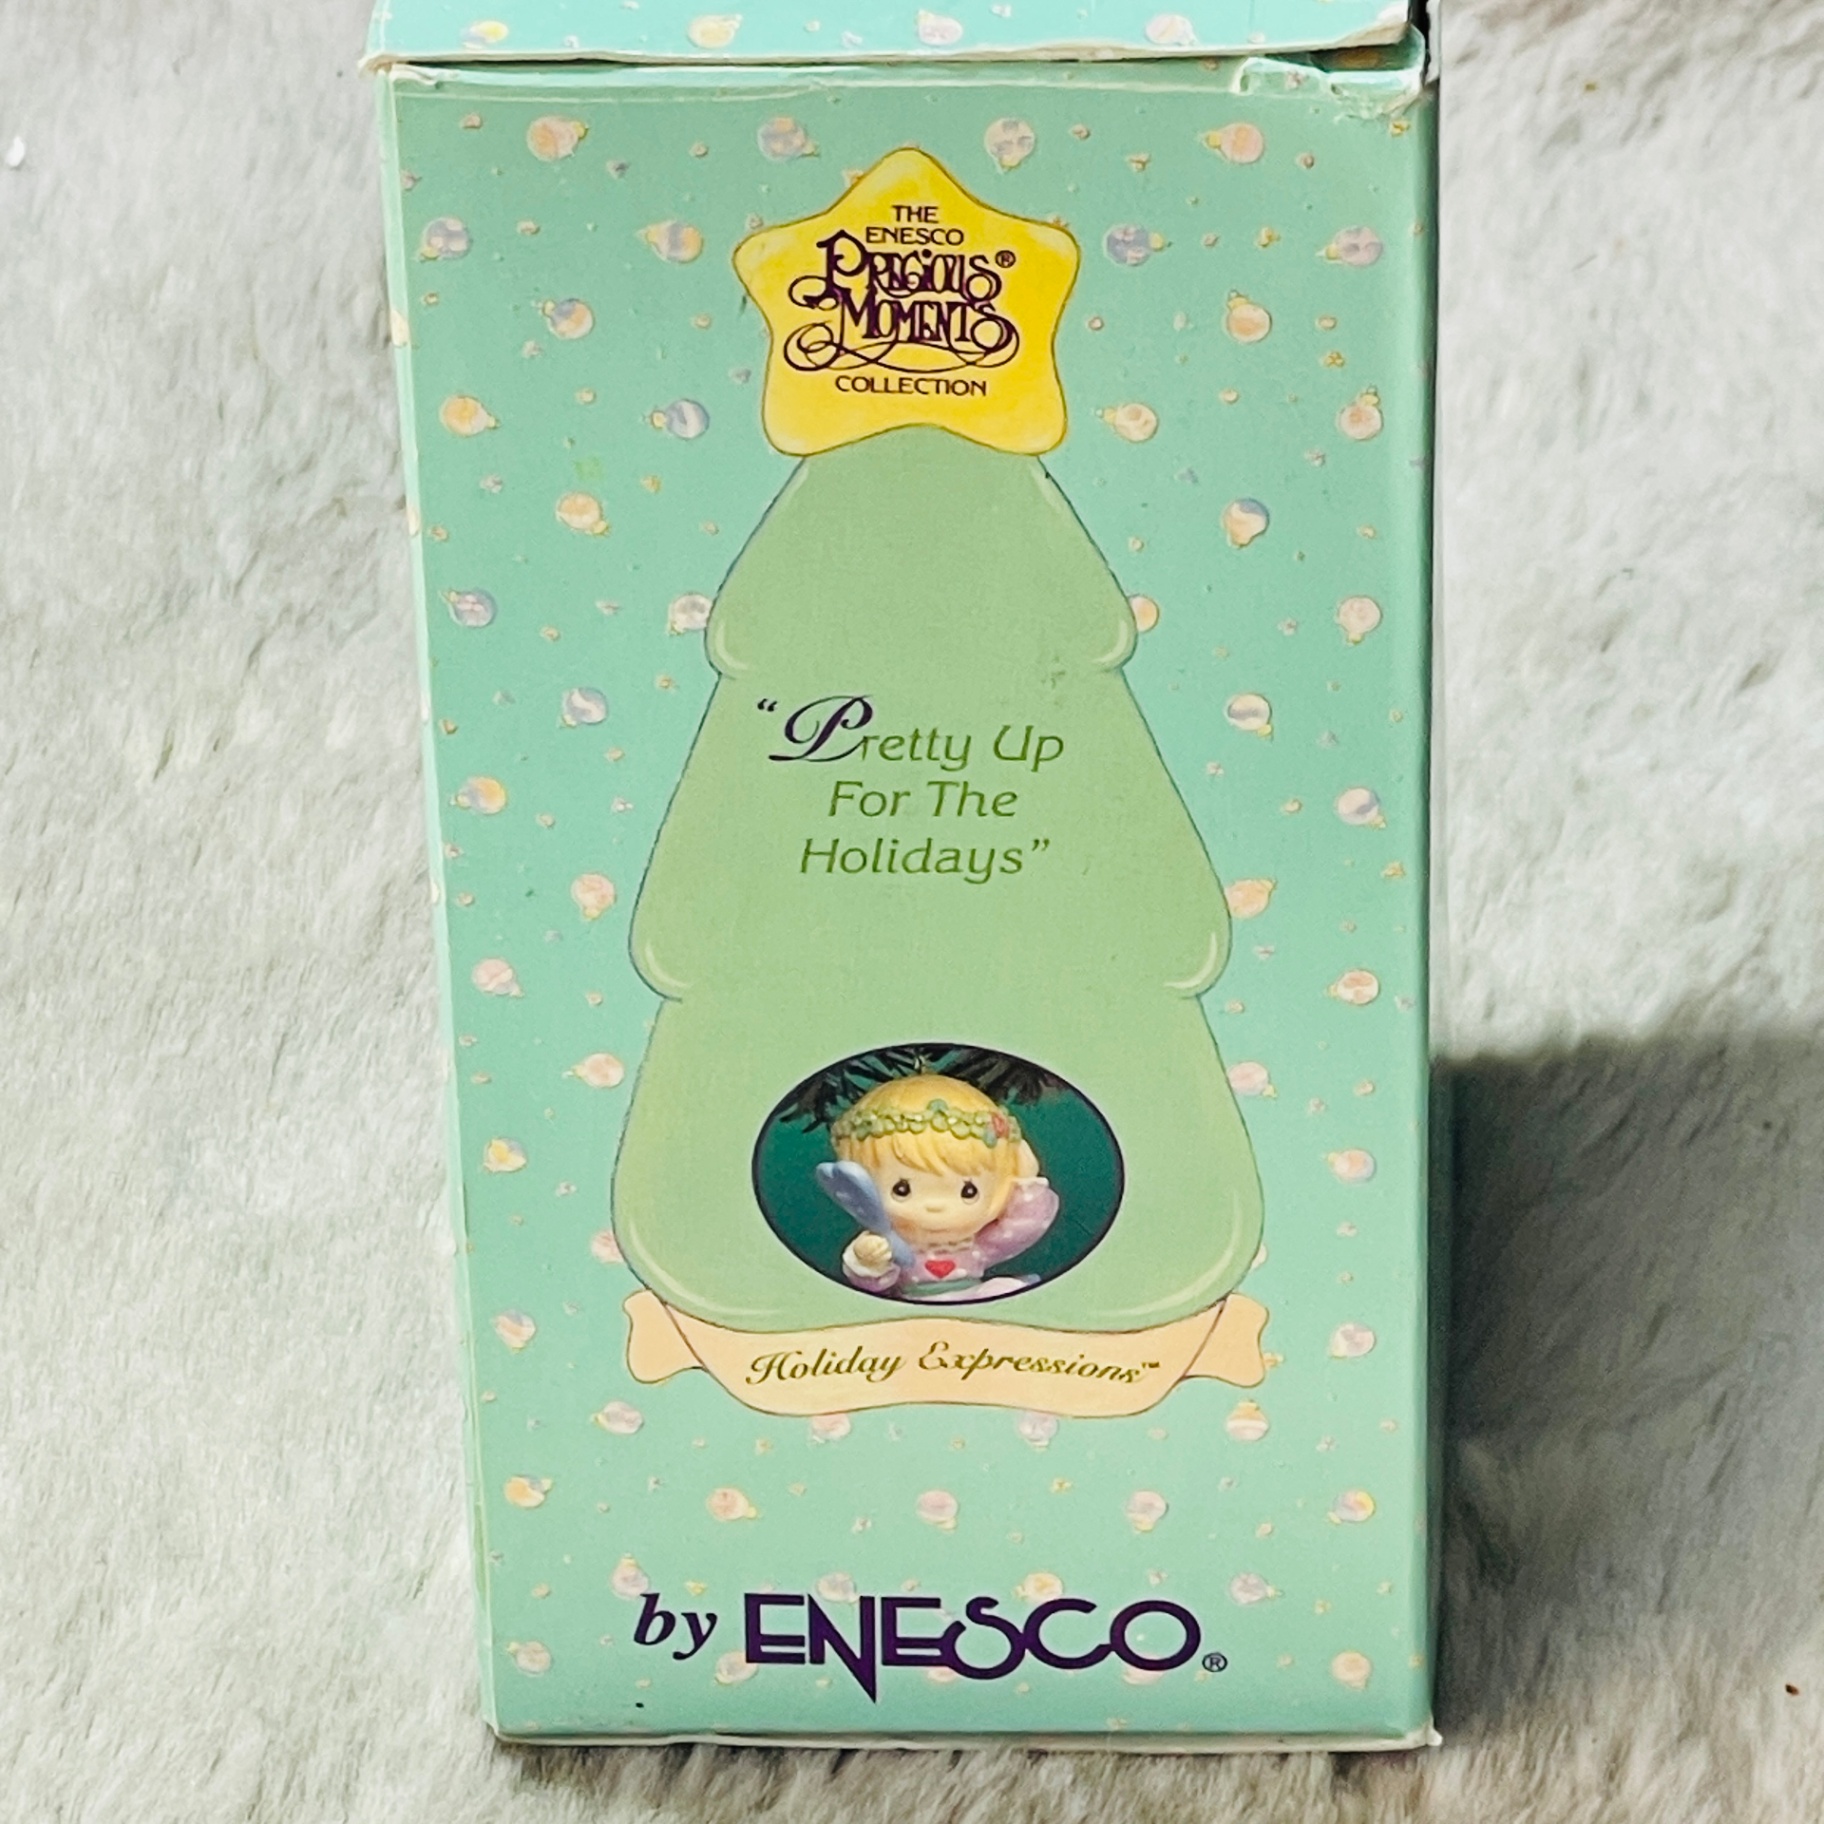 THE
ENESCO
PRECIOUS®
MOMENTS
COLLECTION
“Pretty Up
For The
Holidays”
Holiday Expressions™
by ENESCO®